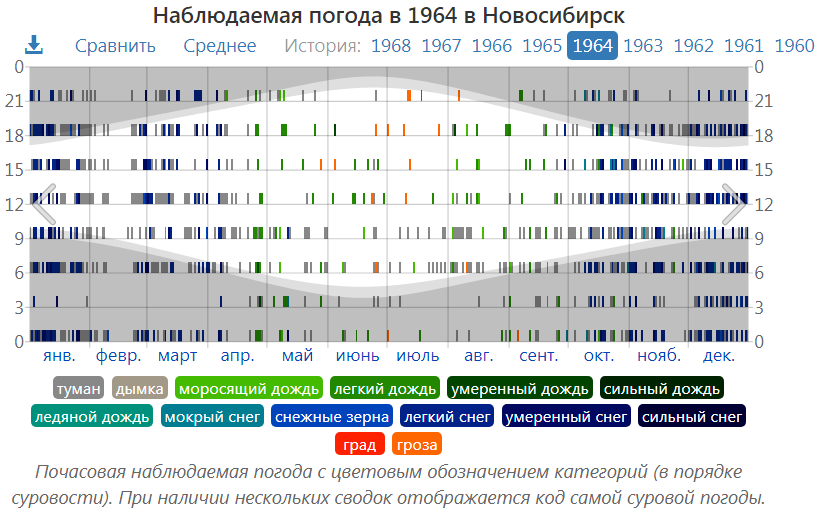 Наблюдаемая погода в 1964 в Новосибирск
Сравнить Среднее История: 1968 1967 1966 1965 1964 1963 1962 1961 1960
0 0
21 21
18 18
15 15
12 12
9 9
6 6
3 3
0 0
янв. февр. март апр. май июнь июль авг. сент. окт. нояб. дек.
туман дымка моросящий дождь легкий дождь умеренный дождь сильный дождь
ледяной дождь мокрый снег снежные зерна легкий снег умеренный снег сильный снег
град гроза
Почасовая наблюдаемая погода с цветовым обозначением категорий (в порядке
суровости). При наличии нескольких сводок отображается код самой суровой погоды.